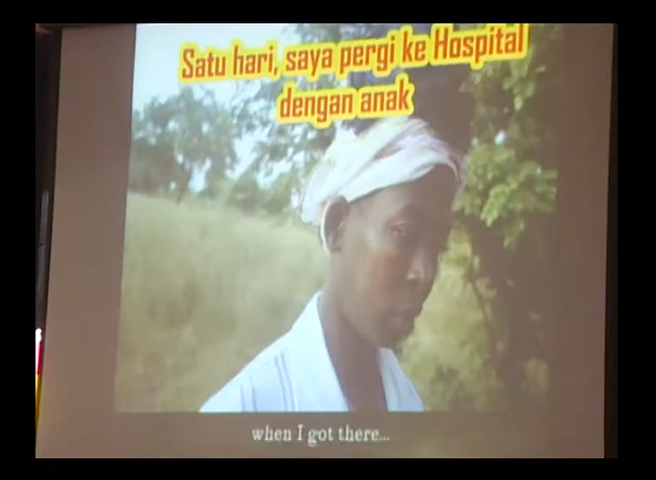 Satu hari, saya pergi ke Hospital
dengan anak
when I got there...